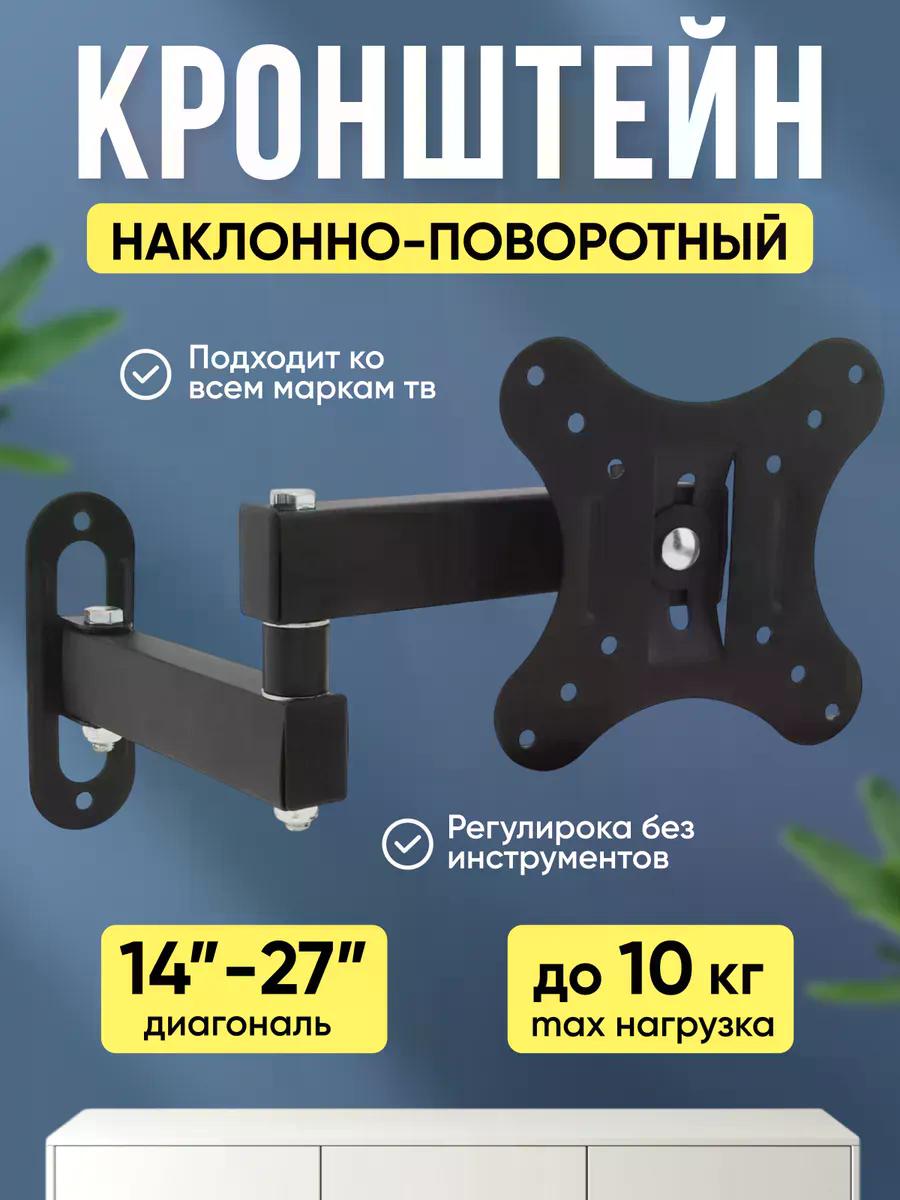 КРОНШТЕЙН
НАКЛОННО-ПОВОРОТНЫЙ
Подходит ко
всем маркам тв
Регулирока без
инструментов
14”-27”
диагональ
до 10 кг
max нагрузка